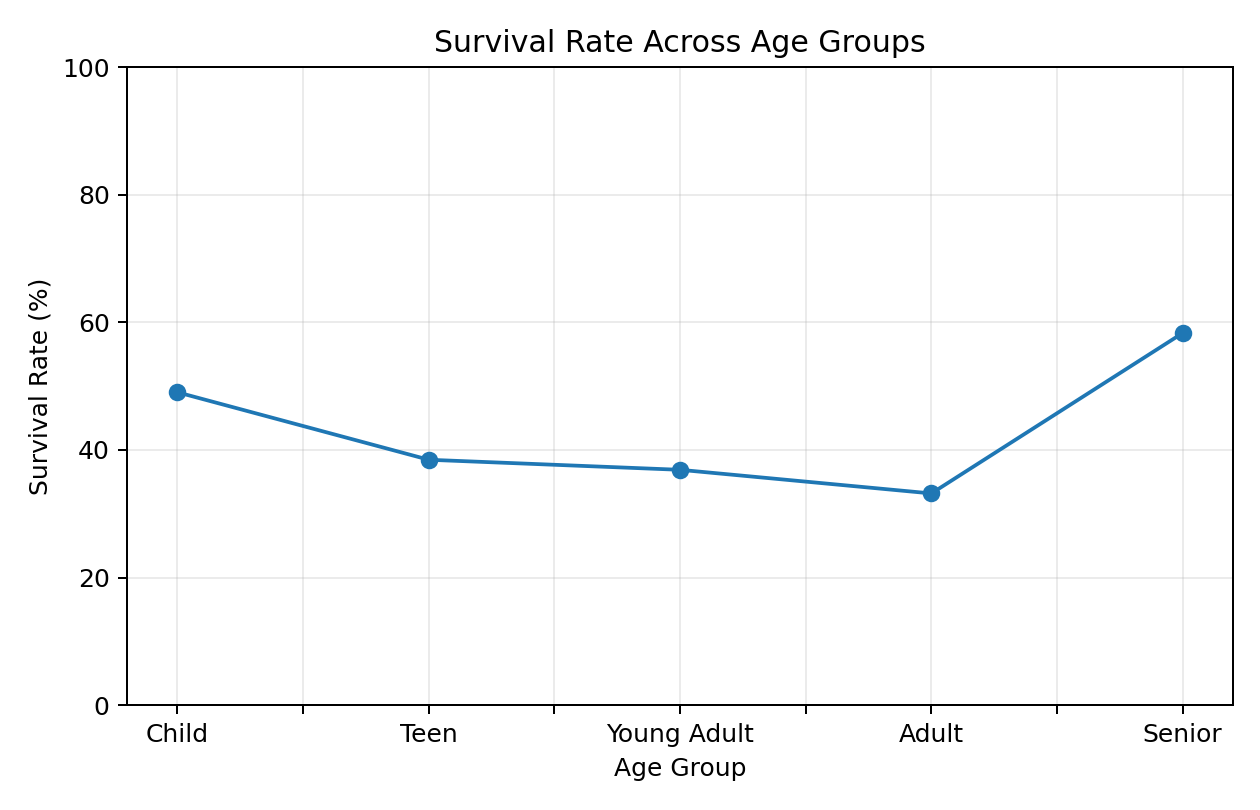 Survival Rate Across Age Groups
100
80
60
40
20
0
Survival Rate (%)
Child Teen Young Adult Adult Senior
Age Group